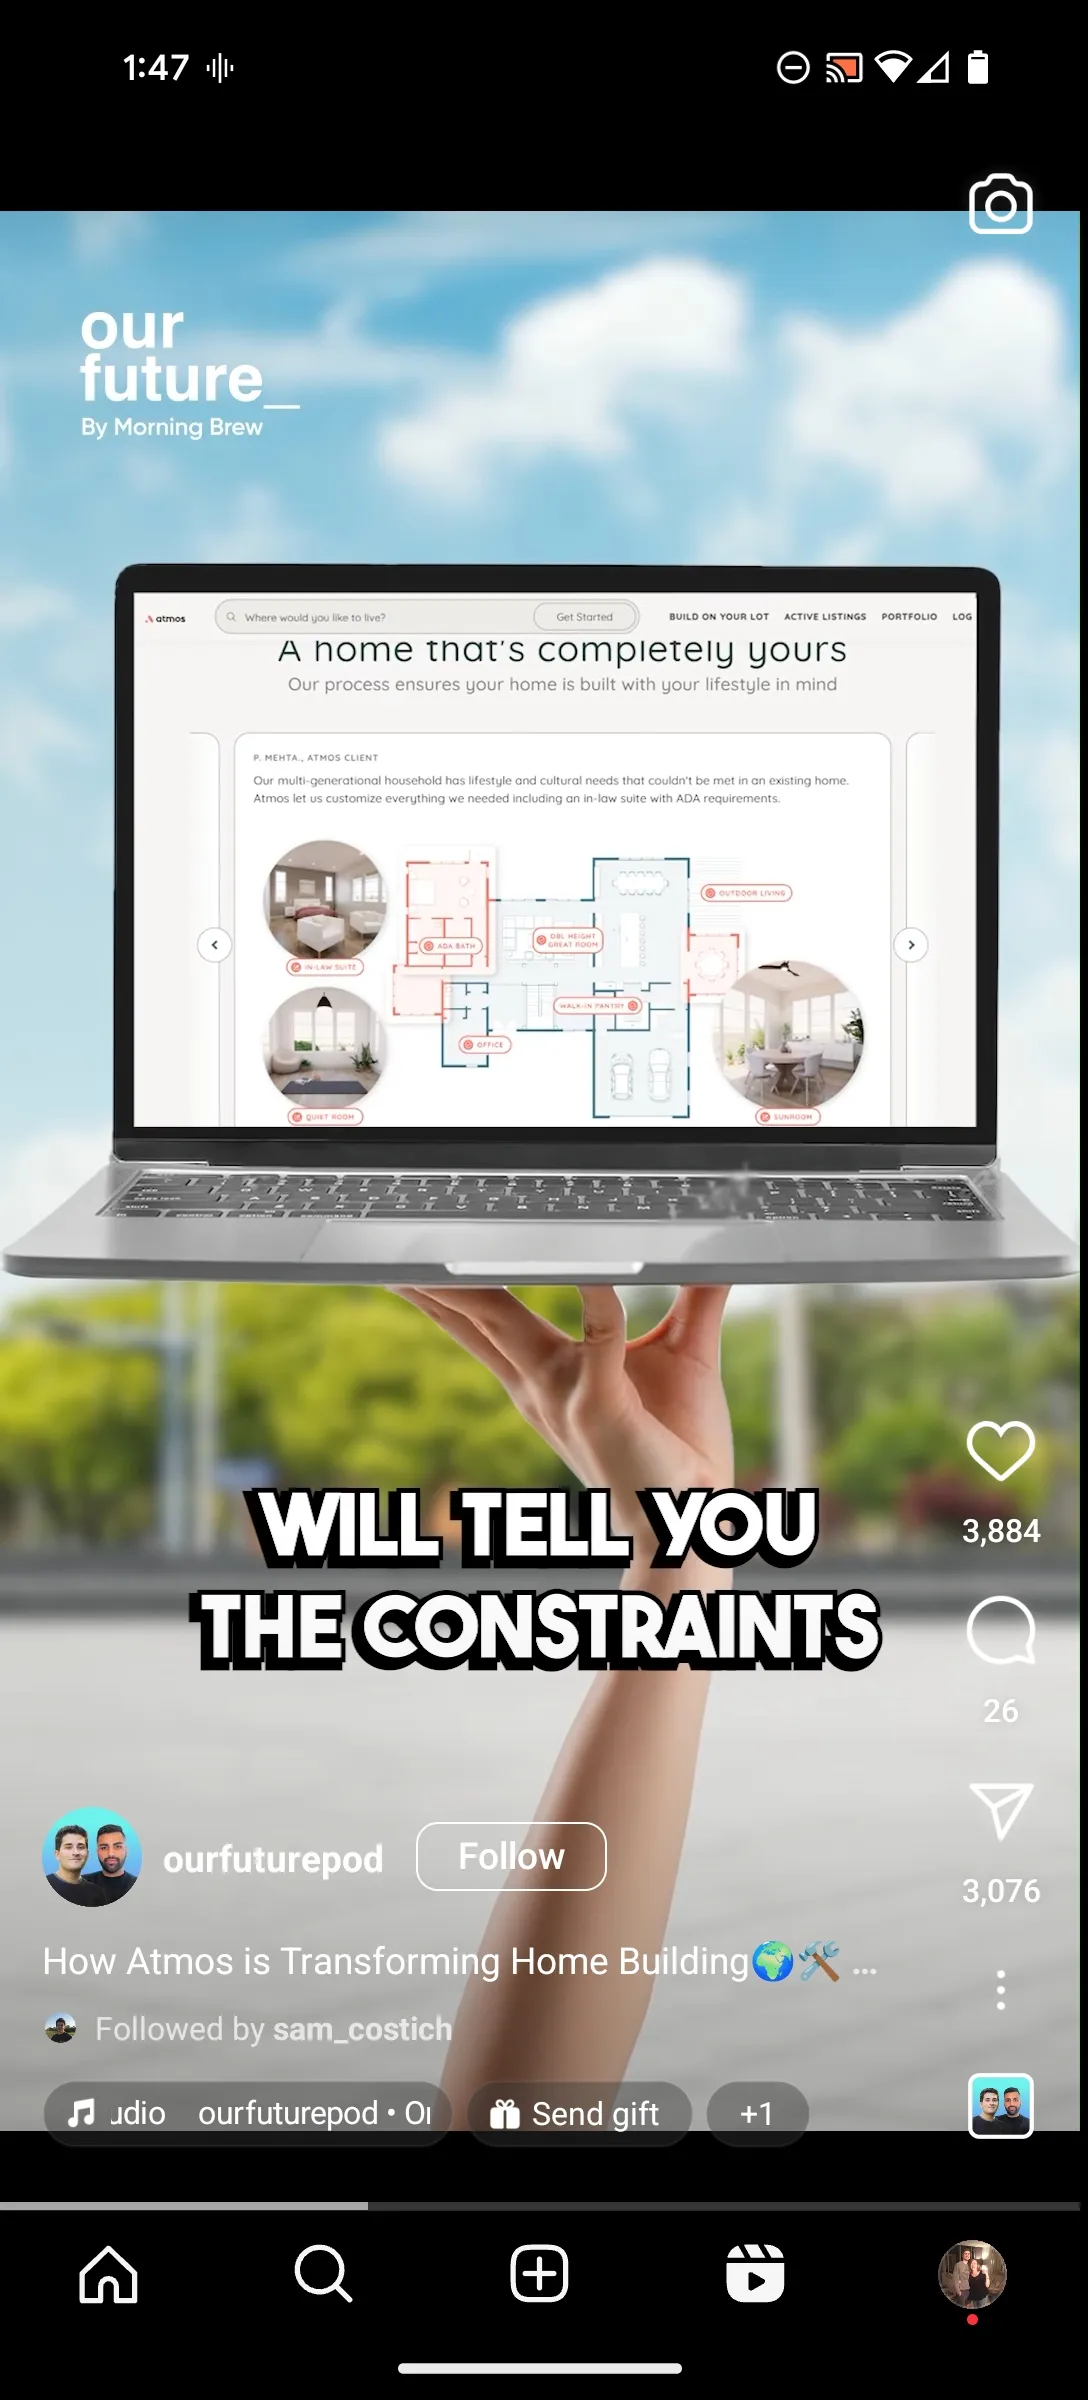 1:47
our
future_
By Morning Brew
atmos
Where would you like to live?
Get Started
BUILD ON YOUR LOT
ACTIVE LISTINGS
PORTFOLIO
LOG
A home that's completely yours
Our process ensures your home is built with your lifestyle in mind
P. MEHTA., ATMOS CLIENT
Our multi-generational household has lifestyle and cultural needs that couldn't be met in an existing home.
Atmos let us customize everything we needed including an in-law suite with ADA requirements.
OUTDOOR LIVING
ADA BATH
DBL HEIGHT
GREAT ROOM
IN-LAW SUITE
WALK-IN PANTRY
OFFICE
QUIET ROOM
SUNROOM
WILL TELL YOU
THE CONSTRAINTS
3,884
26
3,076
ourfuturepod
Follow
How Atmos is Transforming Home Building🌍🛠️ ...
Followed by sam_costich
udio ourfuturepod • Or
Send gift
+1